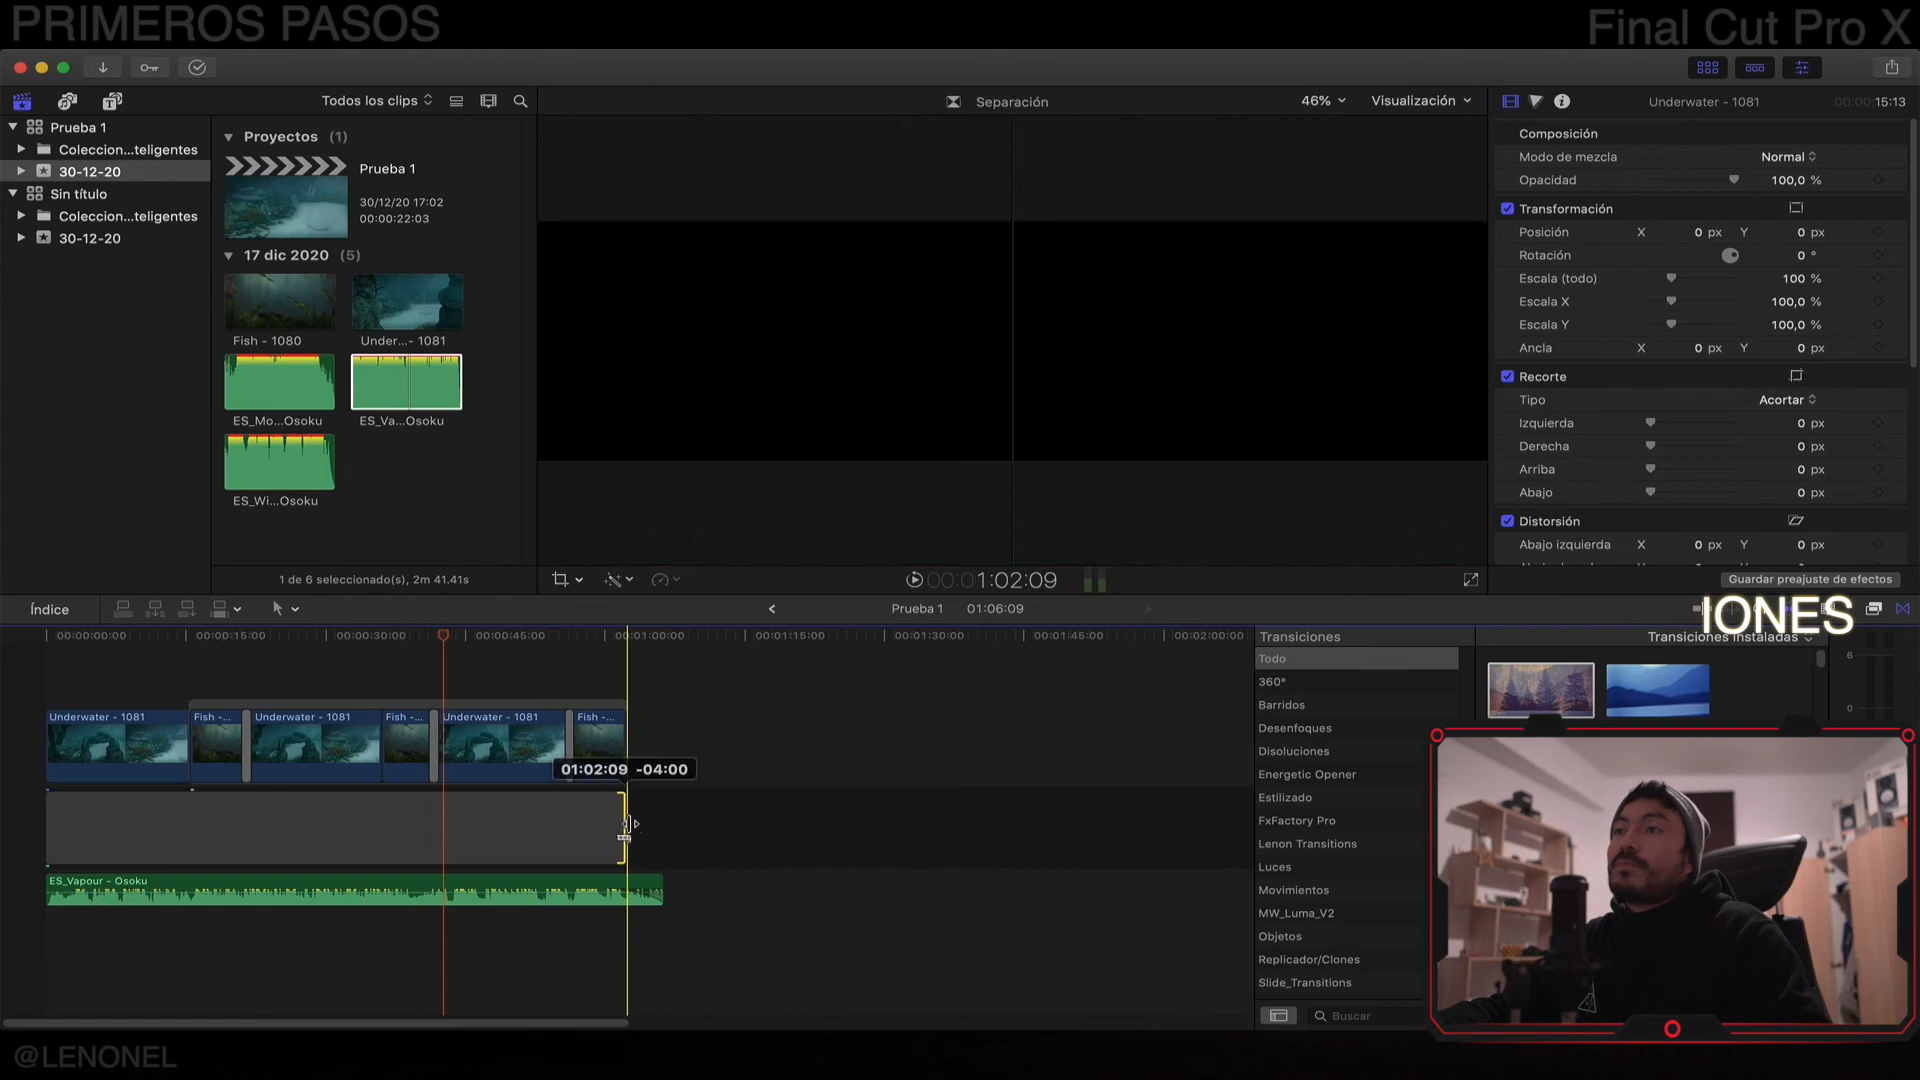 PRIMEROS PASOS
Final Cut Pro X
Todos los clips
Separación
46%
Visualización
Underwater - 1081
00:00:15:13
Prueba 1
Coleccion...teligentes
30-12-20
Sin título
Coleccion...teligentes
30-12-20
Proyectos (1)
Prueba 1
30/12/20 17:02
00:00:22:03
17 dic 2020 (5)
Fish - 1080
Under...- 1081
ES_Mo...Osoku
ES_Va...Osoku
ES_Wi...Osoku
1 de 6 seleccionado(s), 2m 41.41s
00:01:02:09
Composición
Modo de mezcla Normal
Opacidad 100,0 %
Transformación
Posición X 0 px Y 0 px
Rotación 0 °
Escala (todo) 100 %
Escala X 100,0 %
Escala Y 100,0 %
Ancla X 0 px Y 0 px
Recorte
Tipo Acortar
Izquierda 0 px
Derecha 0 px
Arriba 0 px
Abajo 0 px
Distorsión
Abajo izquierda X 0 px Y 0 px
Guardar preajuste de efectos
Índice
Prueba 1 01:06:09
IONES
00:00:00:00
00:00:15:00
00:00:30:00
00:00:45:00
00:01:00:00
00:01:15:00
00:01:30:00
00:01:45:00
00:02:00:00
Underwater - 1081
Fish -...
Underwater - 1081
Fish -...
Underwater - 1081
Fish -...
01:02:09 -04:00
ES_Vapour - Osoku
Transiciones
Transiciones instaladas
Todo
360°
Barridos
Desenfoques
Disoluciones
Energetic Opener
Estilizado
FxFactory Pro
Lenon Transitions
Luces
Movimientos
MW_Luma_V2
Objetos
Replicador/Clones
Slide_Transitions
Buscar
6
0
@LENONEL